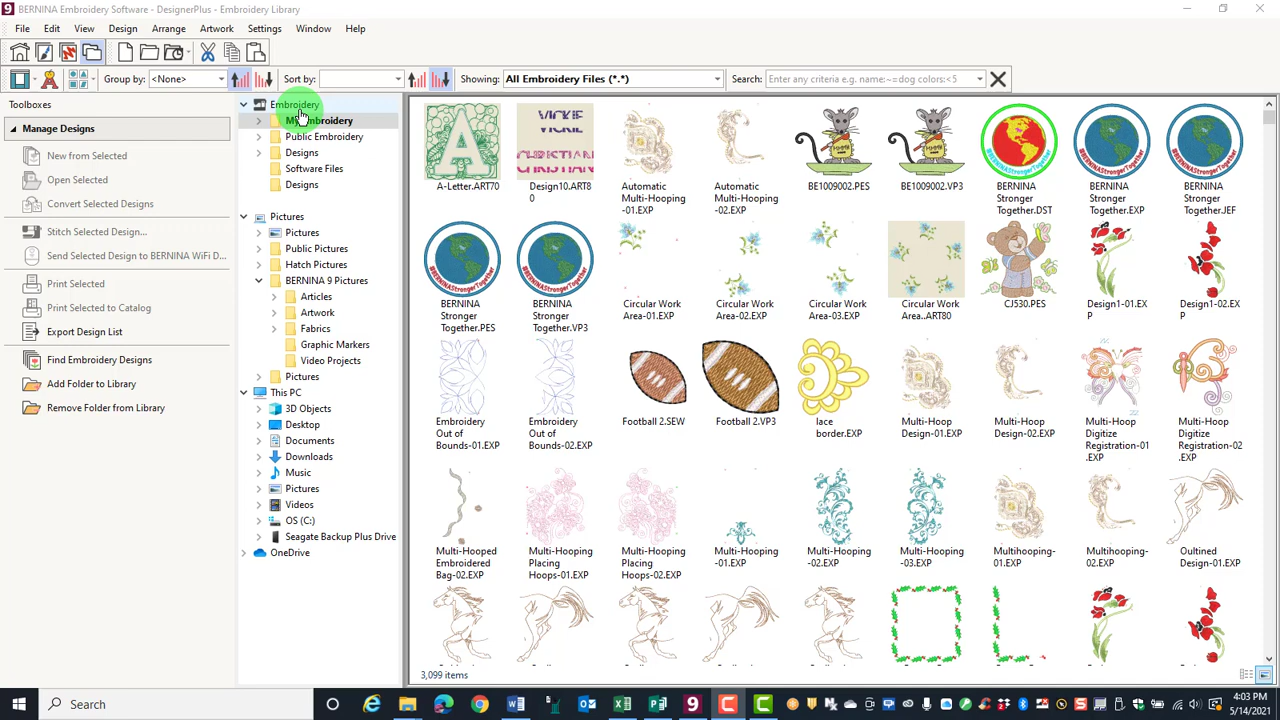 9 BERNINA Embroidery Software - DesignerPlus - Embroidery Library
File Edit View Design Arrange Artwork Settings Window Help
Group by: <None> Sort by: Showing: All Embroidery Files (*.*) Search: Enter any criteria e.g. name:~=dog colors:<5
Toolboxes
Manage Designs
New from Selected
Open Selected
Convert Selected Designs
Stitch Selected Design...
Send Selected Design to BERNINA WiFi D...
Print Selected
Print Selected to Catalog
Export Design List
Find Embroidery Designs
Add Folder to Library
Remove Folder from Library
Embroidery
My Embroidery
Public Embroidery
Designs
Software Files
Designs
Pictures
Pictures
Public Pictures
Hatch Pictures
BERNINA 9 Pictures
Articles
Artwork
Fabrics
Graphic Markers
Video Projects
Pictures
This PC
3D Objects
Desktop
Documents
Downloads
Music
Pictures
Videos
OS (C:)
Seagate Backup Plus Drive
OneDrive
A
VICKIE
CHRISTIAN
A-Letter.ART70
Design10.ART8
0
Automatic
Multi-Hooping
-01.EXP
Automatic
Multi-Hooping
-02.EXP
BE1009002.PES
BE1009002.VP3
BERNINAStrongerTogether
BERNINA
Stronger
Together.DST
BERNINAStrongerTogether
BERNINA
Stronger
Together.EXP
BERNINAStrongerTogether
BERNINA
Stronger
Together.JEF
BERNINAStrongerTogether
BERNINA
Stronger
Together.PES
BERNINAStrongerTogether
BERNINA
Stronger
Together.VP3
Circular Work
Area-01.EXP
Circular Work
Area-02.EXP
Circular Work
Area-03.EXP
Circular Work
Area..ART80
CJ530.PES
Design1-01.EX
P
Design1-02.EX
P
Embroidery
Out of
Bounds-01.EXP
Embroidery
Out of
Bounds-02.EXP
Football 2.SEW
Football 2.VP3
lace
border.EXP
Multi-Hoop
Design-01.EXP
Multi-Hoop
Design-02.EXP
Multi-Hoop
Digitize
Registration-01
.EXP
Multi-Hoop
Digitize
Registration-02
.EXP
Multi-Hooped
Embroidered
Bag-02.EXP
Multi-Hooping
Placing
Hoops-01.EXP
Multi-Hooping
Placing
Hoops-02.EXP
Multi-Hooping
-01.EXP
Multi-Hooping
-02.EXP
Multi-Hooping
-03.EXP
Multihooping-
01.EXP
Multihooping-
02.EXP
Oultined
Design-01.EXP
3,099 items
Search
4:03 PM
5/14/2021